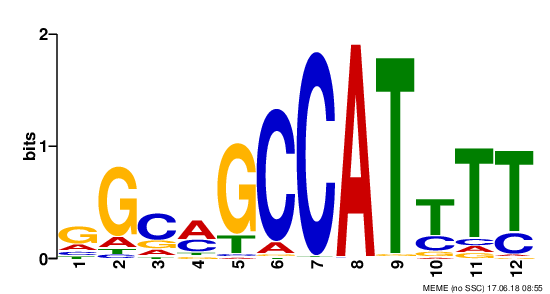 2
1
0
bits
G A C T
G A T C
C G A T
A C T G
G T C A
C A G
C
A
T
T C A G
T C A G
T C A G
1 2 3 4 5 6 7 8 9 10 11 12
MEME (no SSC) 17.06.18 08:55